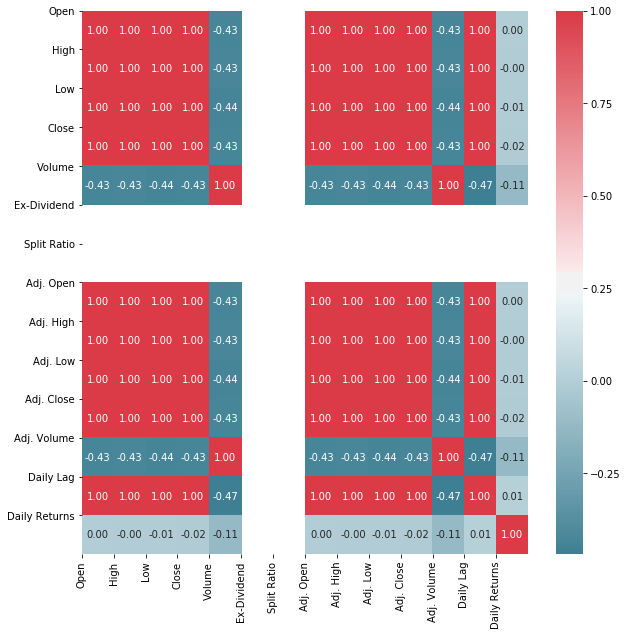 Open
1.00 1.00 1.00 1.00 -0.43 1.00 1.00 1.00 1.00 -0.43 1.00 0.00
High
1.00 1.00 1.00 1.00 -0.43 1.00 1.00 1.00 1.00 -0.43 1.00 -0.00
Low
1.00 1.00 1.00 1.00 -0.44 1.00 1.00 1.00 1.00 -0.44 1.00 -0.01
Close
1.00 1.00 1.00 1.00 -0.43 1.00 1.00 1.00 1.00 -0.43 1.00 -0.02
Volume
-0.43 -0.43 -0.44 -0.43 1.00 -0.43 -0.43 -0.44 -0.43 1.00 -0.47 -0.11
Ex-Dividend
Split Ratio
Adj. Open
1.00 1.00 1.00 1.00 -0.43 1.00 1.00 1.00 1.00 -0.43 1.00 0.00
Adj. High
1.00 1.00 1.00 1.00 -0.43 1.00 1.00 1.00 1.00 -0.43 1.00 -0.00
Adj. Low
1.00 1.00 1.00 1.00 -0.44 1.00 1.00 1.00 1.00 -0.44 1.00 -0.01
Adj. Close
1.00 1.00 1.00 1.00 -0.43 1.00 1.00 1.00 1.00 -0.43 1.00 -0.02
Adj. Volume
-0.43 -0.43 -0.44 -0.43 1.00 -0.43 -0.43 -0.44 -0.43 1.00 -0.47 -0.11
Daily Lag
1.00 1.00 1.00 1.00 -0.47 1.00 1.00 1.00 1.00 -0.47 1.00 0.01
Daily Returns
0.00 -0.00 -0.01 -0.02 -0.11 0.00 -0.00 -0.01 -0.02 -0.11 0.01 1.00
Open
High
Low
Close
Volume
Ex-Dividend
Split Ratio
Adj. Open
Adj. High
Adj. Low
Adj. Close
Adj. Volume
Daily Lag
Daily Returns
1.00
0.75
0.50
0.25
0.00
−0.25